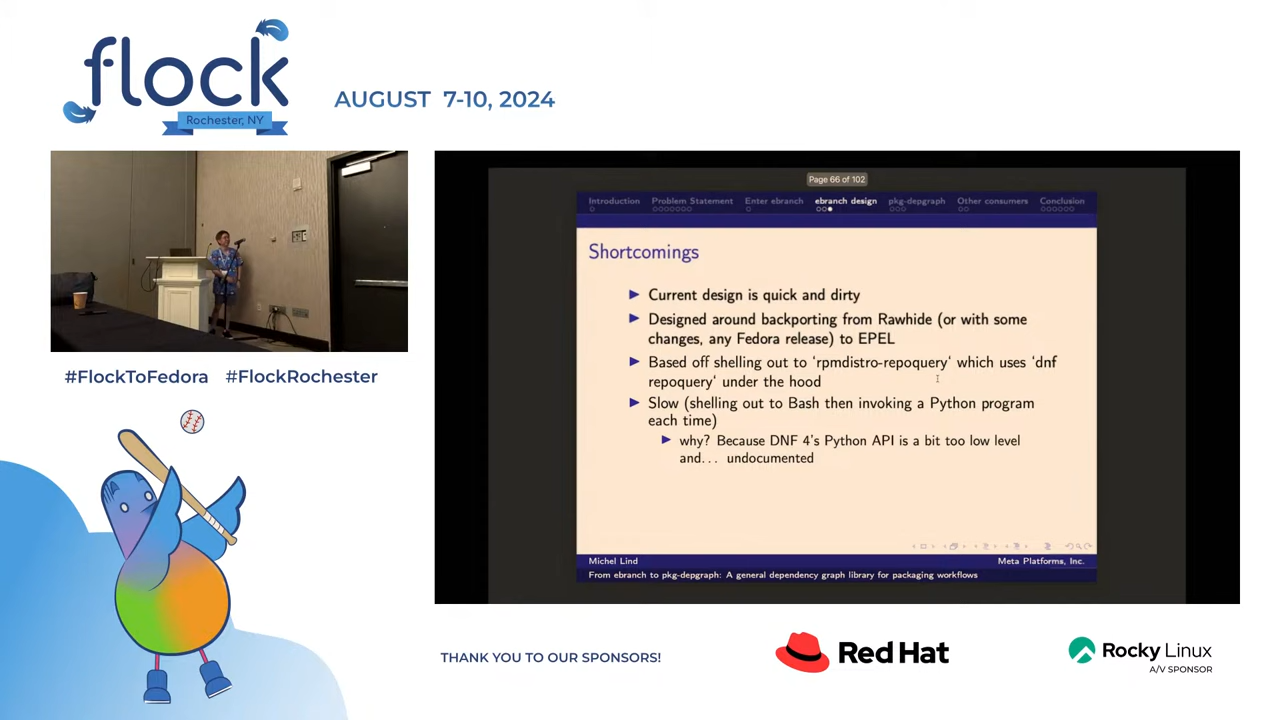 flock
Rochester, NY
AUGUST 7-10, 2024
#FlockToFedora #FlockRochester
Page 66 of 102
Introduction Problem Statement Enter ebranch ebranch design pkg-depgraph Other consumers Conclusion
Shortcomings
Current design is quick and dirty
Designed around backporting from Rawhide (or with some
changes, any Fedora release) to EPEL
Based off shelling out to ‘rpmdistro-repoquery‘ which uses ‘dnf
repoquery‘ under the hood
Slow (shelling out to Bash then invoking a Python program
each time)
why? Because DNF 4's Python API is a bit too low level
and... undocumented
Michel Lind Meta Platforms, Inc.
From ebranch to pkg-depgraph: A general dependency graph library for packaging workflows
THANK YOU TO OUR SPONSORS!
Red Hat
Rocky Linux
A/V SPONSOR